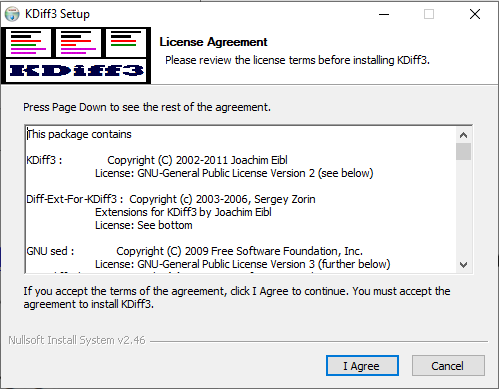 KDiff3 Setup
KDiff3
License Agreement
Please review the license terms before installing KDiff3.
Press Page Down to see the rest of the agreement.
This package contains
KDiff3 : Copyright (C) 2002-2011 Joachim Eibl
License: GNU-General Public License Version 2 (see below)
Diff-Ext-For-KDiff3 : Copyright (c) 2003-2006, Sergey Zorin
Extensions for KDiff3 by Joachim Eibl
License: See bottom
GNU sed : Copyright (C) 2009 Free Software Foundation, Inc.
License: GNU-General Public License Version 3 (further below)
If you accept the terms of the agreement, click I Agree to continue. You must accept the
agreement to install KDiff3.
Nullsoft Install System v2.46
I Agree
Cancel